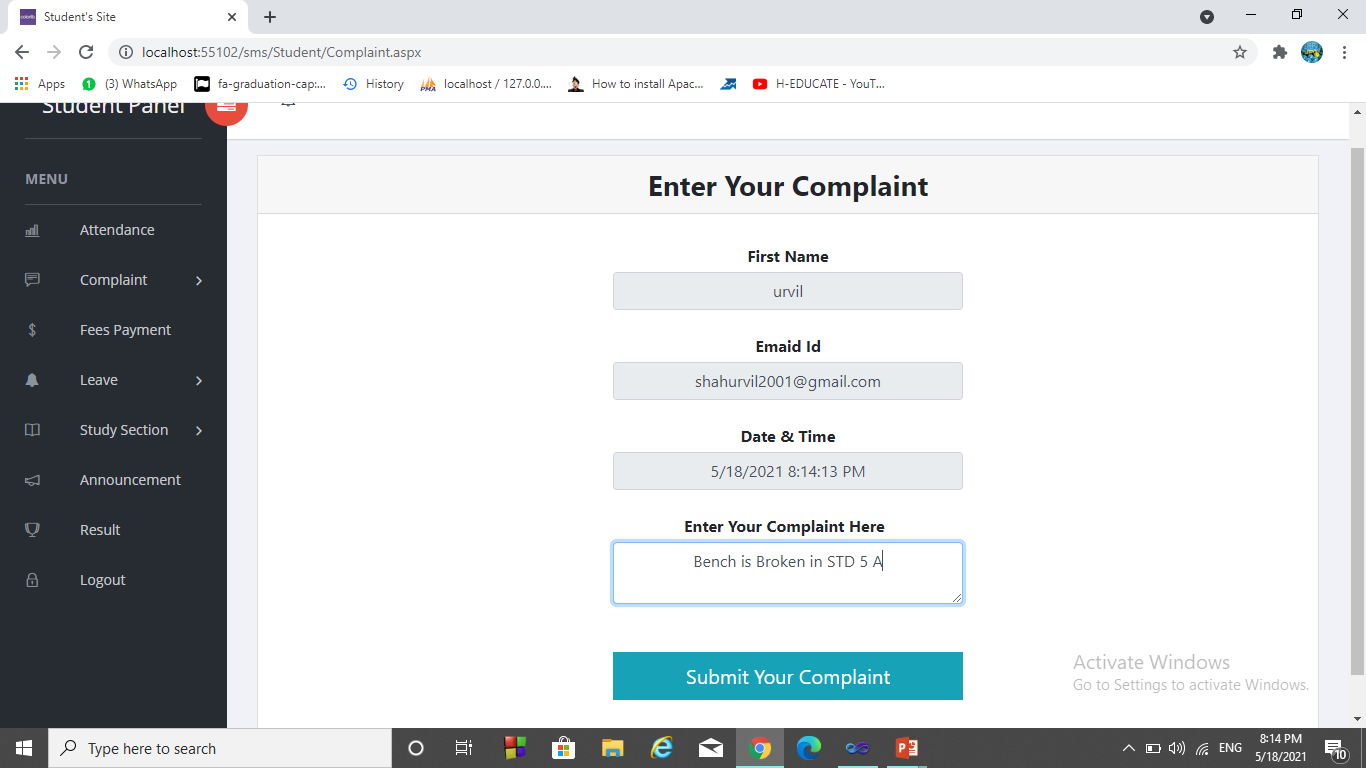 Student's Site
localhost:55102/sms/Student/Complaint.aspx
Apps
(3) WhatsApp
fa-graduation-cap:...
History
localhost / 127.0.0....
How to install Apac...
H-EDUCATE - YouT...
Student Panel
MENU
Attendance
Complaint
Fees Payment
Leave
Study Section
Announcement
Result
Logout
Enter Your Complaint
First Name
urvil
Emaid Id
shahurvil2001@gmail.com
Date & Time
5/18/2021 8:14:13 PM
Enter Your Complaint Here
Bench is Broken in STD 5 A
Submit Your Complaint
Activate Windows
Go to Settings to activate Windows.
Type here to search
ENG
8:14 PM
5/18/2021
10